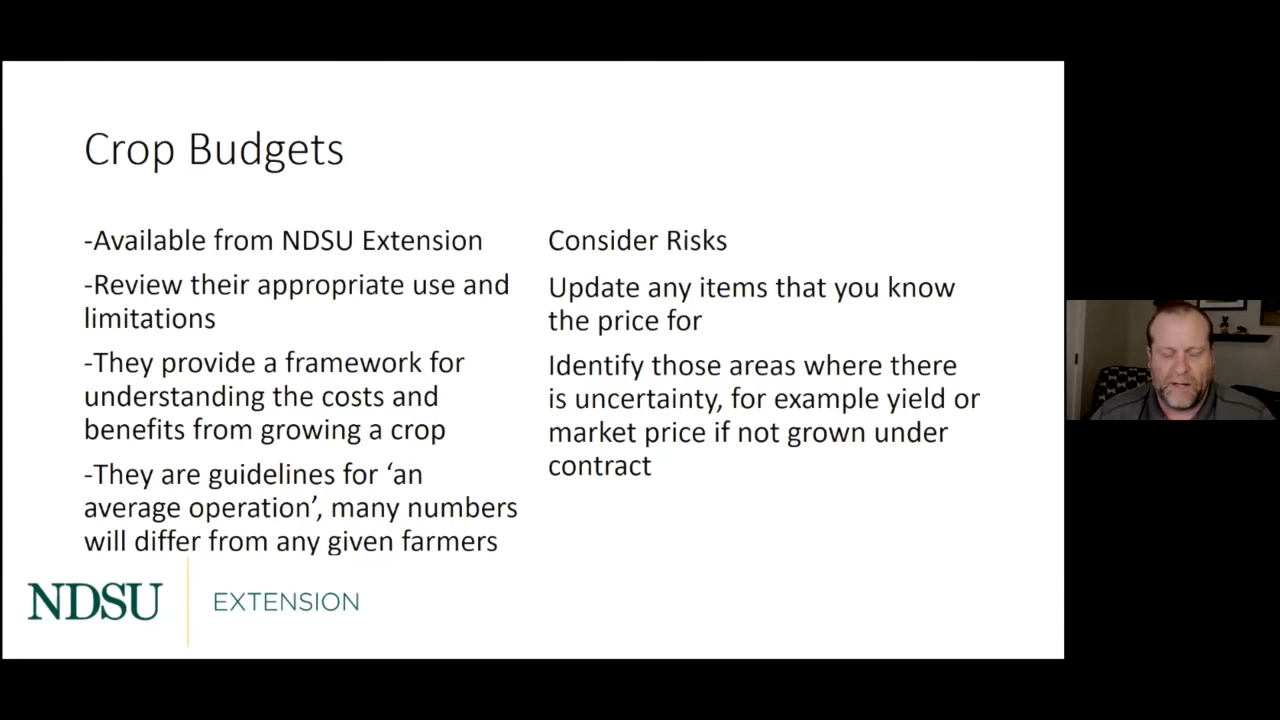 Crop Budgets
-Available from NDSU Extension
-Review their appropriate use and
limitations
-They provide a framework for
understanding the costs and
benefits from growing a crop
-They are guidelines for ‘an
average operation’, many numbers
will differ from any given farmers
Consider Risks
Update any items that you know
the price for
Identify those areas where there
is uncertainty, for example yield or
market price if not grown under
contract
NDSU EXTENSION